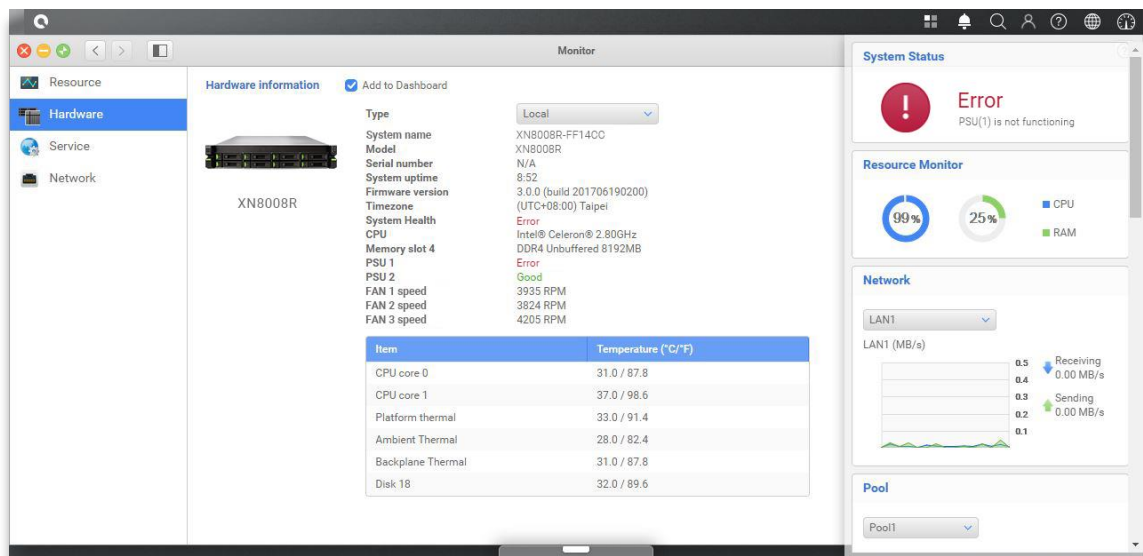 Monitor
Resource
Hardware
Service
Network
Hardware information
Add to Dashboard
XN8008R
Type Local
System name XN8008R-FF14CC
Model XN8008R
Serial number N/A
System uptime 8:52
Firmware version 3.0.0 (build 201706190200)
Timezone (UTC+08:00) Taipei
System Health Error
CPU Intel® Celeron® 2.80GHz
Memory slot 4 DDR4 Unbuffered 8192MB
PSU 1 Error
PSU 2 Good
FAN 1 speed 3935 RPM
FAN 2 speed 3824 RPM
FAN 3 speed 4205 RPM
Item Temperature (°C/°F)
CPU core 0 31.0 / 87.8
CPU core 1 37.0 / 98.6
Platform thermal 33.0 / 91.4
Ambient Thermal 28.0 / 82.4
Backplane Thermal 31.0 / 87.8
Disk 18 32.0 / 89.6
System Status
Error
PSU(1) is not functioning
Resource Monitor
99%
25%
CPU
RAM
Network
LAN1
LAN1 (MB/s)
0.5
0.4
0.3
0.2
0.1
Receiving
0.00 MB/s
Sending
0.00 MB/s
Pool
Pool1